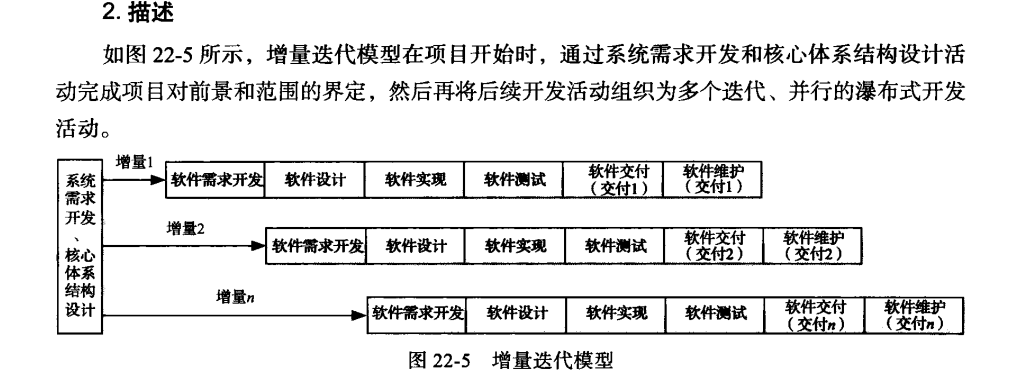 2. 描述
如图 22-5 所示，增量迭代模型在项目开始时，通过系统需求开发和核心体系结构设计活
动完成项目对前景和范围的界定，然后再将后续开发活动组织为多个迭代、并行的瀑布式开发
活动。
系统
需求
开发
、
核心
体系
结构
设计
增量1
软件需求开发 软件设计 软件实现 软件测试 软件交付 软件维护
（交付1） （交付1）
增量2
软件需求开发 软件设计 软件实现 软件测试 软件交付 软件维护
（交付2） （交付2）
增量n
软件需求开发 软件设计 软件实现 软件测试 软件交付 软件维护
（交付n） （交付n）
图 22-5 增量迭代模型